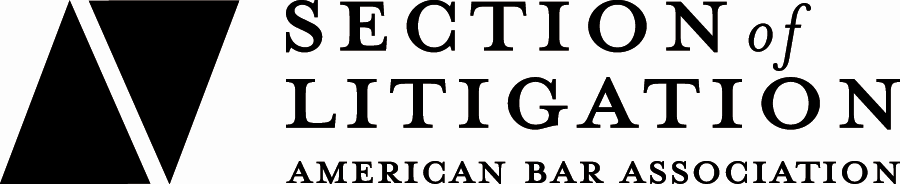 SECTION of
LITIGATION
AMERICAN BAR ASSOCIATION